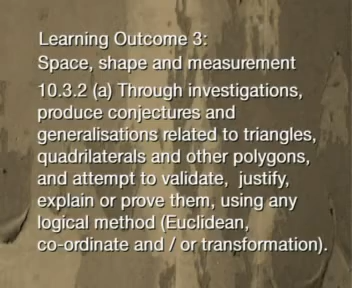 Learning Outcome 3:
Space, shape and measurement
10.3.2 (a) Through investigations,
produce conjectures and
generalisations related to triangles,
quadrilaterals and other polygons,
and attempt to validate,  justify,
explain or prove them, using any
logical method (Euclidean,
co-ordinate and / or transformation).